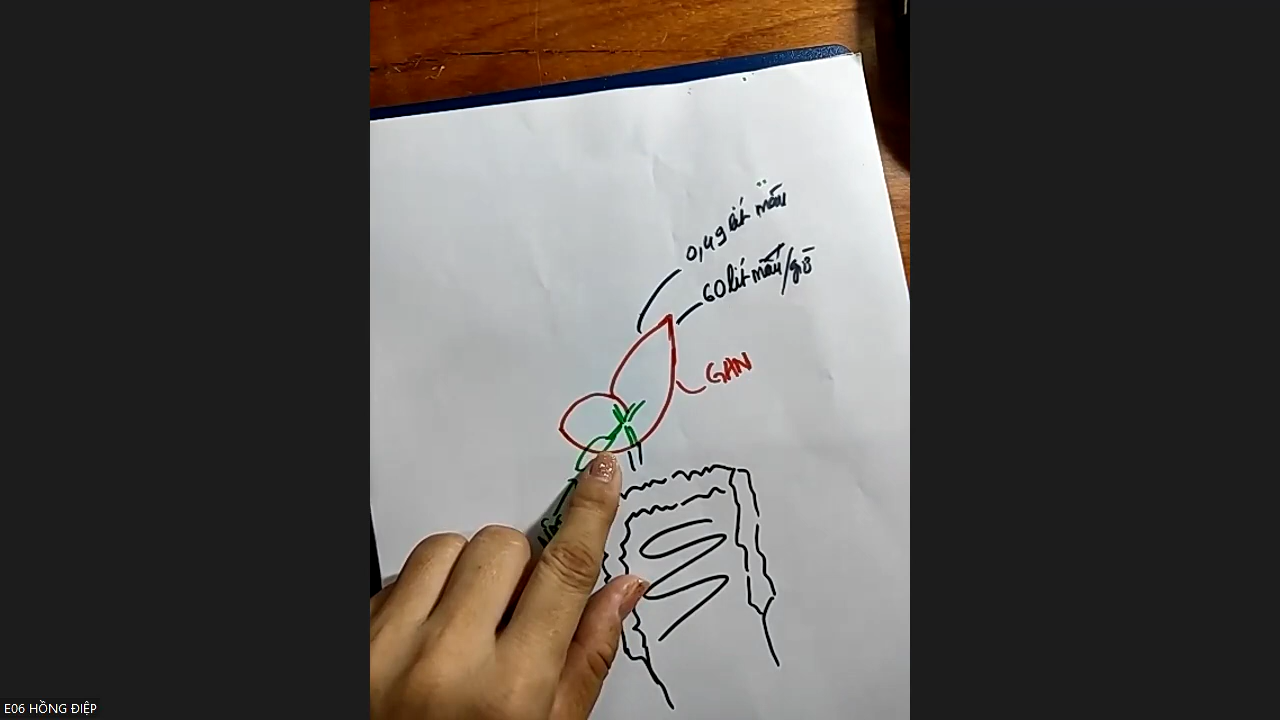 0,49 lít máu
60 lít máu/giờ
GAN
E06 HỒNG ĐIỆP